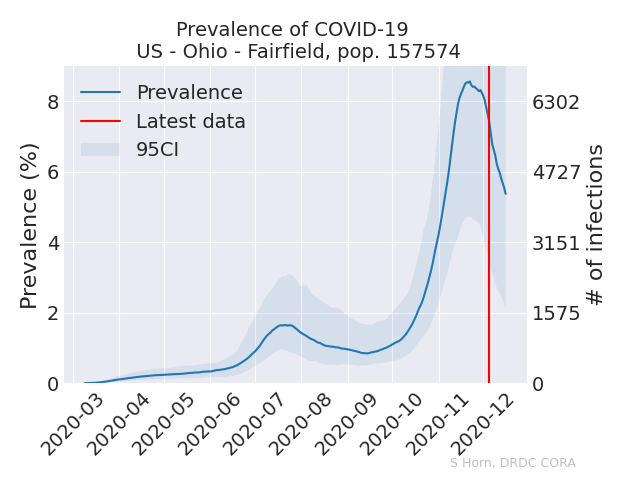 Prevalence of COVID-19
US - Ohio - Fairfield, pop. 157574
Prevalence
Latest data
95CI
Prevalence (%)
8
6
4
2
0
6302
4727
3151
1575
0
# of infections
2020-03
2020-04
2020-05
2020-06
2020-07
2020-08
2020-09
2020-10
2020-11
2020-12
S Horn, DRDC CORA